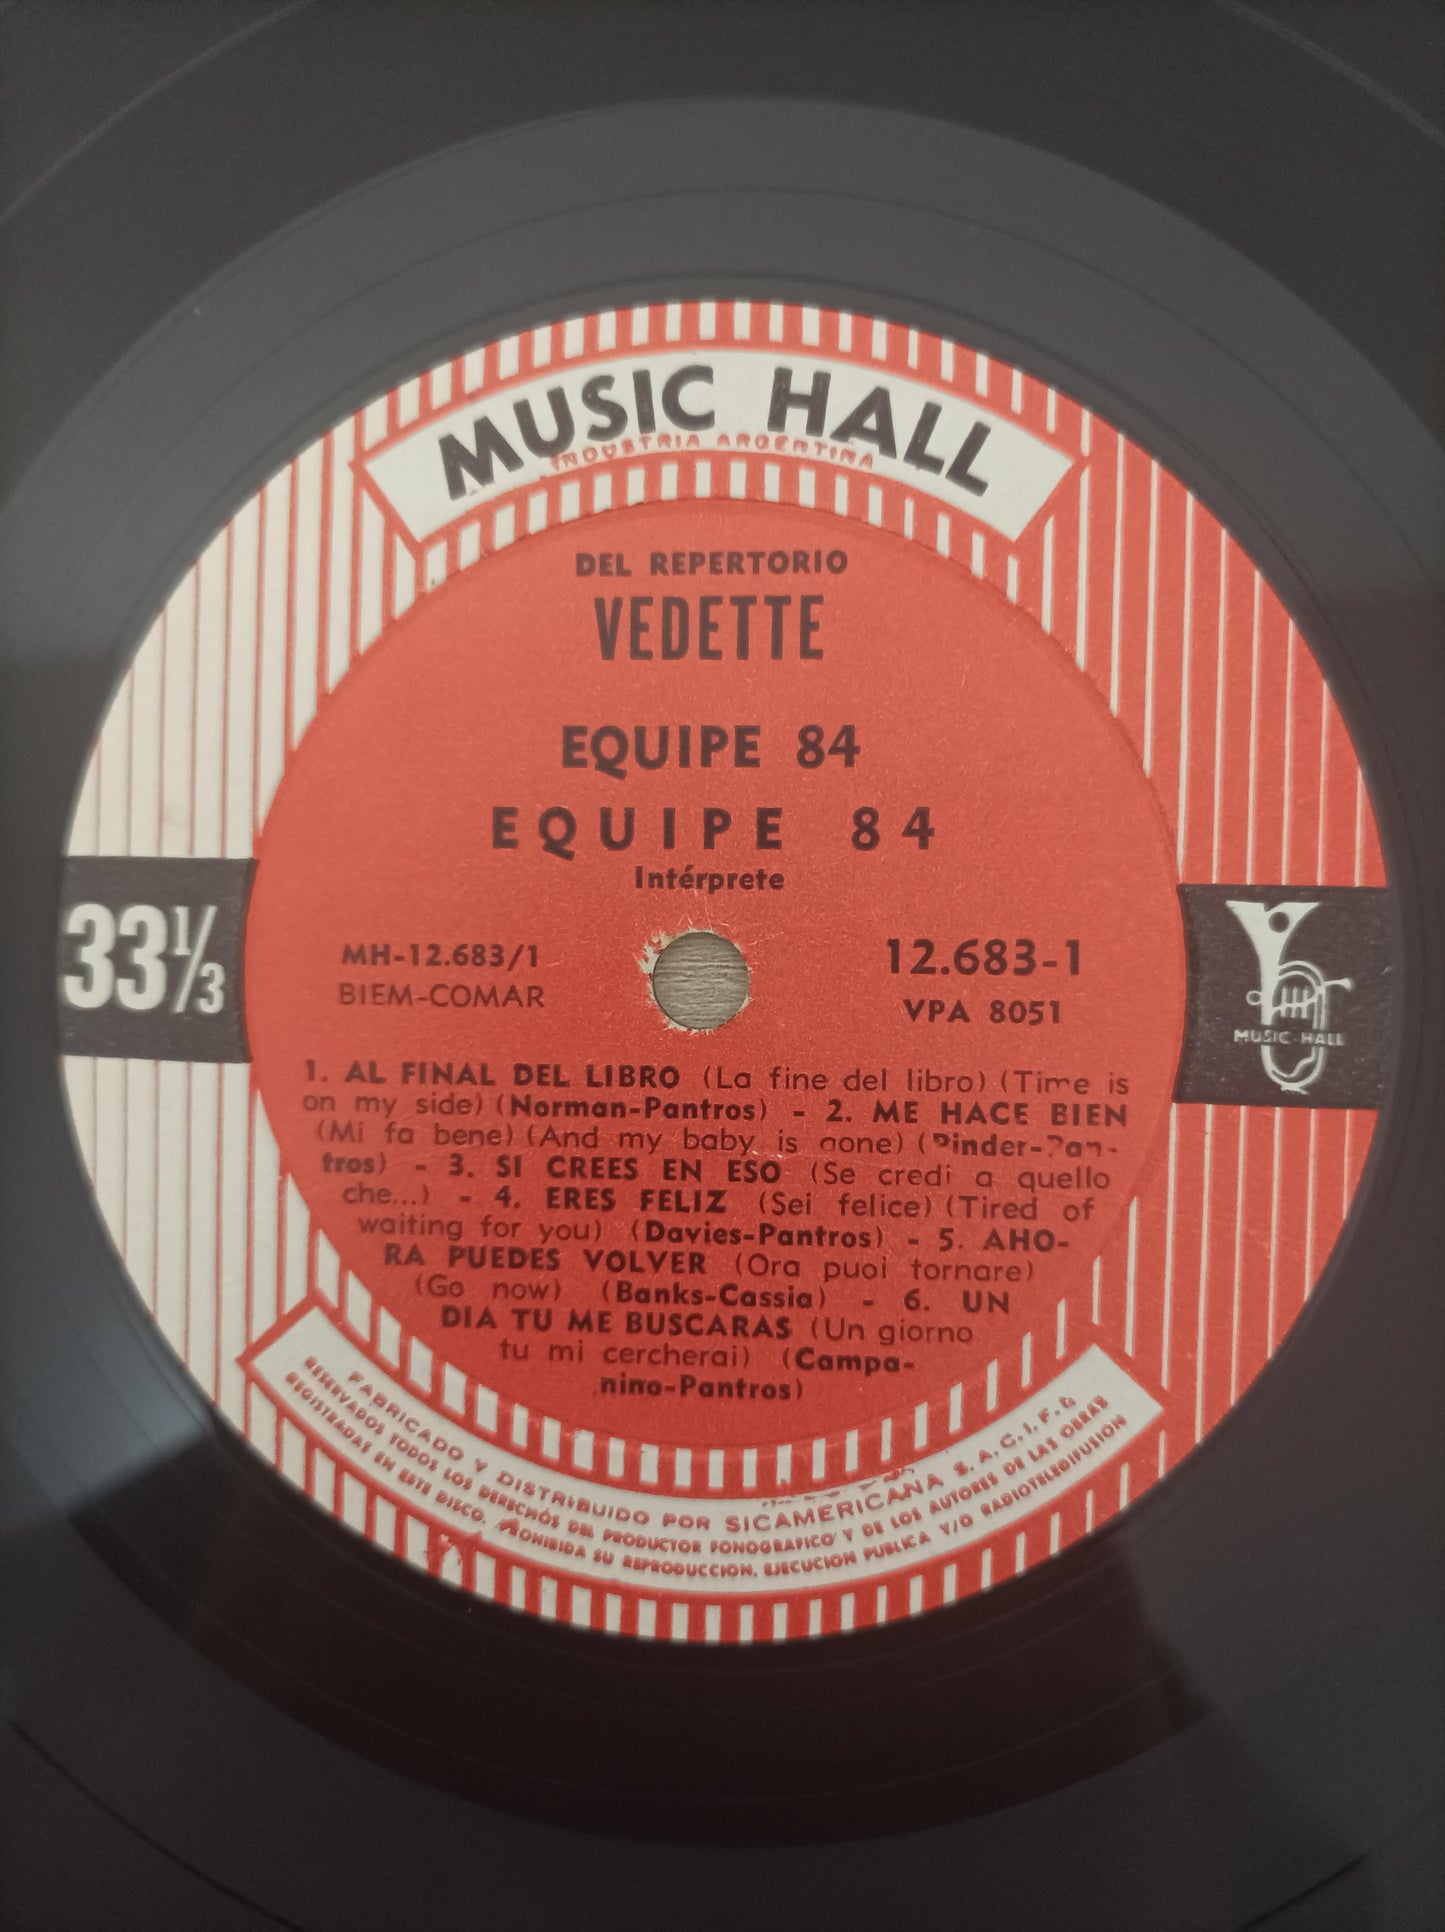 MUSIC HALL
INDUSTRIA ARGENTINA
DEL REPERTORIO
VEDETTE
EQUIPE 84
EQUIPE 84
Intérprete
33⅓
MH-12.683/1
BIEM-COMAR
12.683-1
VPA 8051
MUSIC-HALL
1. AL FINAL DEL LIBRO (La fine del libro) (Time is
on my side) (Norman-Pantros) - 2. ME HACE BIEN
(Mi fa bene) (And my baby is gone) (Pinder-Pan-
tros) - 3. SI CREES EN ESO (Se credi a quello
che...) - 4. ERES FELIZ (Sei felice) (Tired of
waiting for you) (Davies-Pantros) - 5. AHO-
RA PUEDES VOLVER (Ora puoi tornare)
(Go now) (Banks-Cassia) - 6. UN
DIA TU ME BUSCARAS (Un giorno
tu mi cercherai) (Campa-
nino-Pantros)
FABRICADO Y DISTRIBUIDO POR SICAMERICANA S.A.C.I.F.I.
RESERVADOS TODOS LOS DERECHOS DEL PRODUCTOR FONOGRAFICO Y DE LOS AUTORES DE LAS OBRAS
REGISTRADAS EN ESTE DISCO. PROHIBIDA SU REPRODUCCION, EJECUCION PUBLICA Y/O RADIOTELEDIFUSION